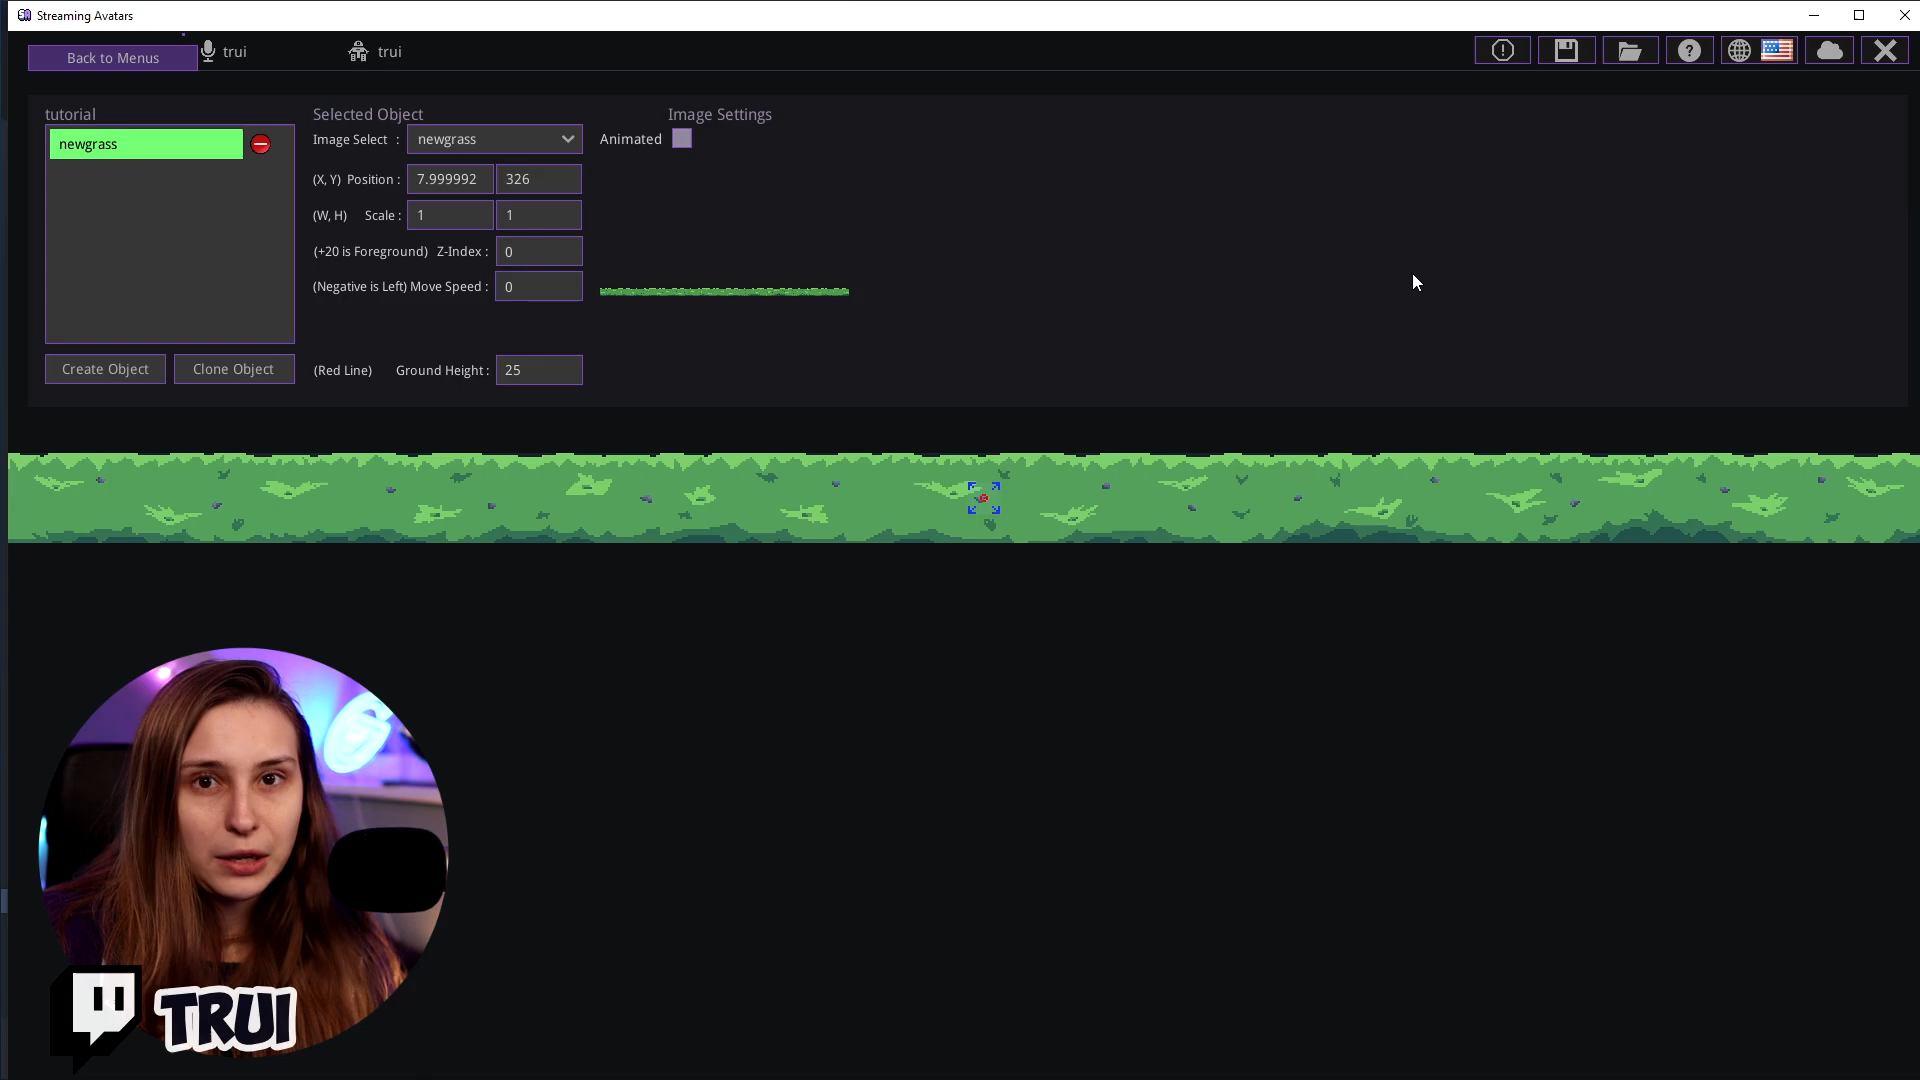 Streaming Avatars
Back to Menus
trui
trui
tutorial
newgrass
Create Object
Clone Object
Selected Object
Image Select :
newgrass
(X, Y) Position :
7.999992
326
(W, H) Scale :
1
1
(+20 is Foreground) Z-Index :
0
(Negative is Left) Move Speed :
0
(Red Line) Ground Height :
25
Image Settings
Animated
TRUI